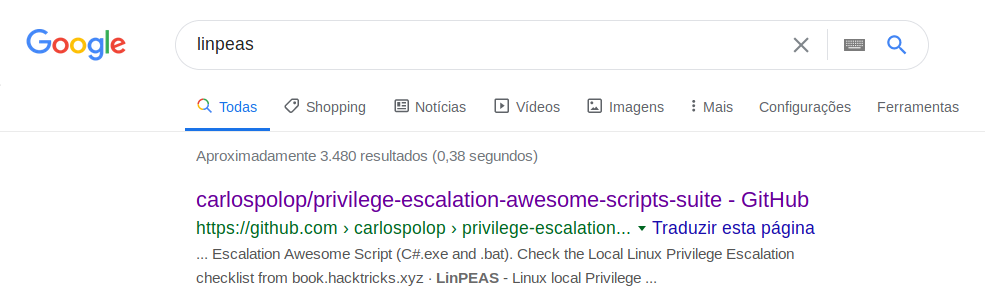 Google
linpeas
Todas Shopping Notícias Vídeos Imagens Mais Configurações Ferramentas
Aproximadamente 3.480 resultados (0,38 segundos)
carlospolop/privilege-escalation-awesome-scripts-suite - GitHub
https://github.com › carlospolop › privilege-escalation... Traduzir esta página
... Escalation Awesome Script (C#.exe and .bat). Check the Local Linux Privilege Escalation
checklist from book.hacktricks.xyz · LinPEAS - Linux local Privilege ...